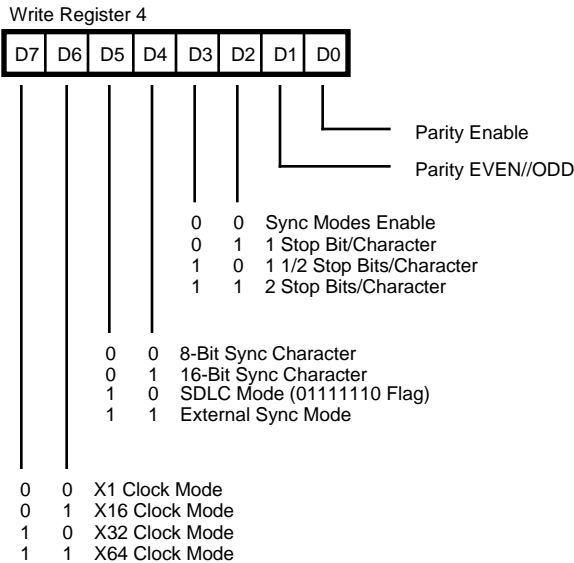 Write Register 4
D7 D6 D5 D4 D3 D2 D1 D0
Parity Enable
Parity EVEN//ODD
0 0 Sync Modes Enable
0 1 1 Stop Bit/Character
1 0 1 1/2 Stop Bits/Character
1 1 2 Stop Bits/Character
0 0 8-Bit Sync Character
0 1 16-Bit Sync Character
1 0 SDLC Mode (01111110 Flag)
1 1 External Sync Mode
0 0 X1 Clock Mode
0 1 X16 Clock Mode
1 0 X32 Clock Mode
1 1 X64 Clock Mode